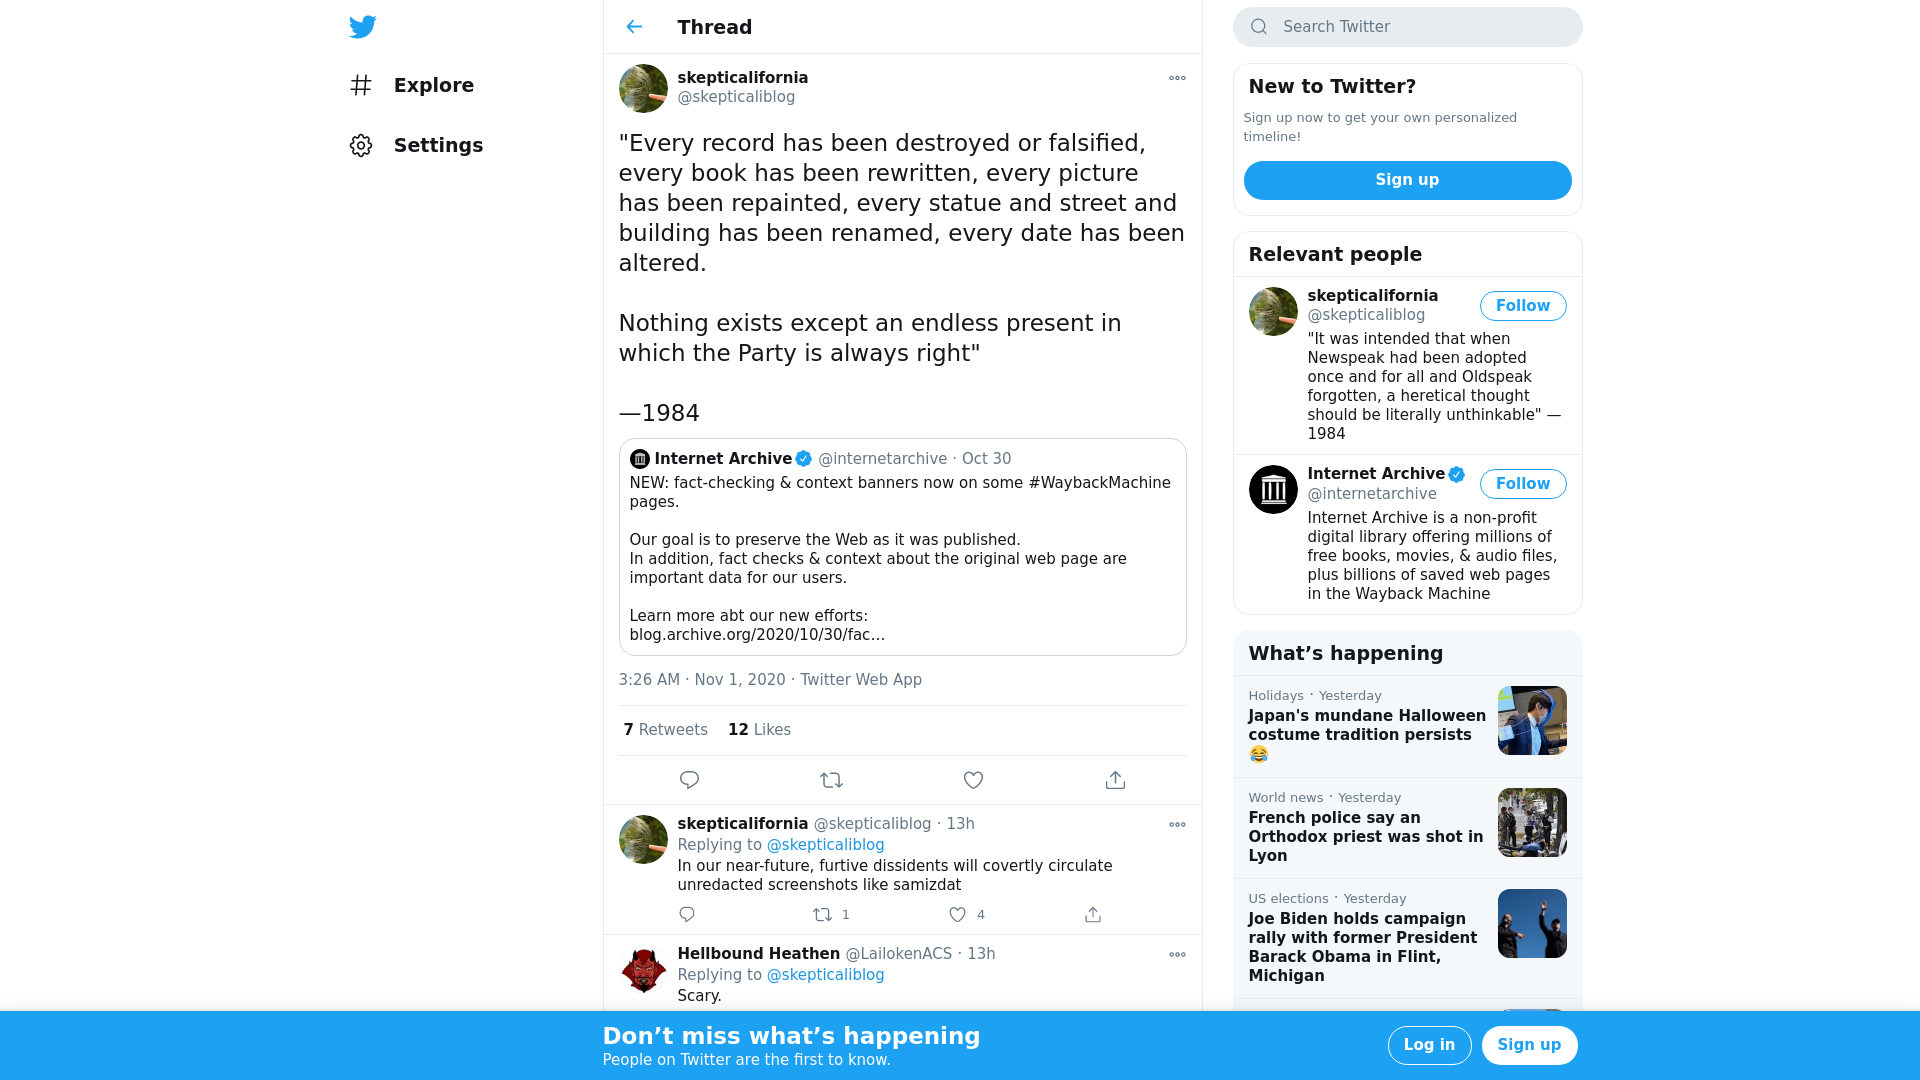 Explore
Settings
Thread
skepticalifornia
@skepticaliblog
"Every record has been destroyed or falsified,
every book has been rewritten, every picture
has been repainted, every statue and street and
building has been renamed, every date has been
altered.
Nothing exists except an endless present in
which the Party is always right"
—1984
Internet Archive @internetarchive · Oct 30
NEW: fact-checking & context banners now on some #WaybackMachine
pages.
Our goal is to preserve the Web as it was published.
In addition, fact checks & context about the original web page are
important data for our users.
Learn more abt our new efforts:
blog.archive.org/2020/10/30/fac…
3:26 AM · Nov 1, 2020 · Twitter Web App
7 Retweets 12 Likes
skepticalifornia @skepticaliblog · 13h
Replying to @skepticaliblog
In our near-future, furtive dissidents will covertly circulate
unredacted screenshots like samizdat
1 4
Hellbound Heathen @LailokenACS · 13h
Replying to @skepticaliblog
Scary.
Search Twitter
New to Twitter?
Sign up now to get your own personalized
timeline!
Sign up
Relevant people
skepticalifornia
@skepticaliblog
Follow
"It was intended that when
Newspeak had been adopted
once and for all and Oldspeak
forgotten, a heretical thought
should be literally unthinkable" —
1984
Internet Archive
@internetarchive
Follow
Internet Archive is a non-profit
digital library offering millions of
free books, movies, & audio files,
plus billions of saved web pages
in the Wayback Machine
What’s happening
Holidays · Yesterday
Japan's mundane Halloween
costume tradition persists
😂
World news · Yesterday
French police say an
Orthodox priest was shot in
Lyon
US elections · Yesterday
Joe Biden holds campaign
rally with former President
Barack Obama in Flint,
Michigan
Don’t miss what’s happening
People on Twitter are the first to know.
Log in
Sign up